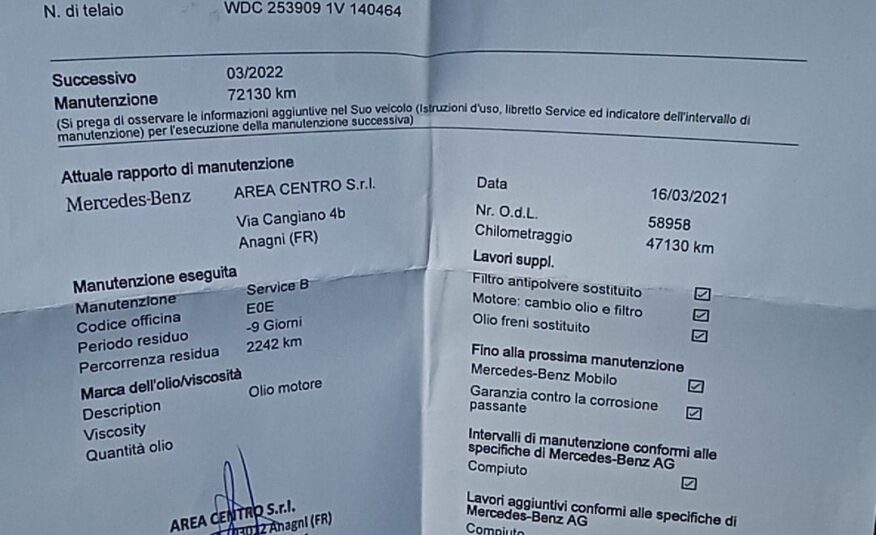 N. di telaio WDC 253909 1V 140464
Successivo 03/2022
Manutenzione 72130 km
(Si prega di osservare le informazioni aggiuntive nel Suo veicolo (Istruzioni d'uso, libretto Service ed indicatore dell'intervallo di
manutenzione) per l'esecuzione della manutenzione successiva)
Attuale rapporto di manutenzione
Mercedes-Benz AREA CENTRO S.r.l.
Via Cangiano 4b
Anagni (FR)
Manutenzione eseguita
Manutenzione Service B
Codice officina E0E
Periodo residuo -9 Giorni
Percorrenza residua 2242 km
Marca dell'olio/viscosità
Description Olio motore
Viscosity
Quantità olio
AREA CENTRO S.r.l.
03012 Anagni (FR)
Data 16/03/2021
Nr. O.d.L. 58958
Chilometraggio 47130 km
Lavori suppl.
Filtro antipolvere sostituito
Motore: cambio olio e filtro
Olio freni sostituito
Fino alla prossima manutenzione
Mercedes-Benz Mobilo
Garanzia contro la corrosione
passante
Intervalli di manutenzione conformi alle
specifiche di Mercedes-Benz AG
Compiuto
Lavori aggiuntivi conformi alle specifiche di
Mercedes-Benz AG
Compiuto